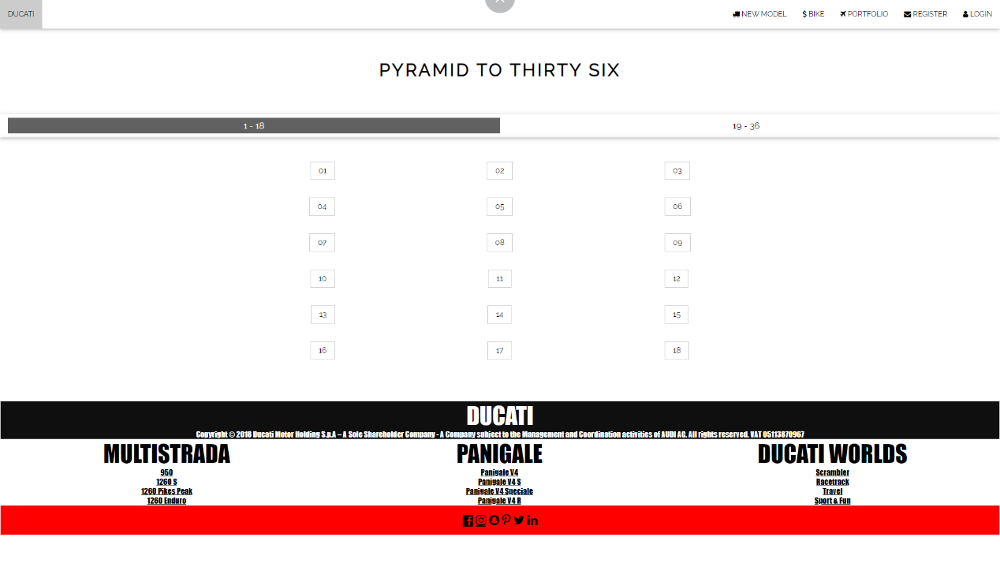 DUCATI NEW MODEL BIKE PORTFOLIO REGISTER LOGIN
PYRAMID TO THIRTY SIX
1 - 18 19 - 36
01 02 03
04 05 06
07 08 09
10 11 12
13 14 15
16 17 18
DUCATI
Copyright © 2018 Ducati Motor Holding S.p.A – A Sole Shareholder Company - A Company subject to the Management and Coordination activities of AUDI AG. All rights reserved. VAT 05113870967
MULTISTRADA PANIGALE DUCATI WORLDS
950 Panigale V4 Scrambler
1260 S Panigale V4 S Racetrack
1260 Pikes Peak Panigale V4 Speciale Travel
1260 Enduro Panigale V4 R Sport & Fun